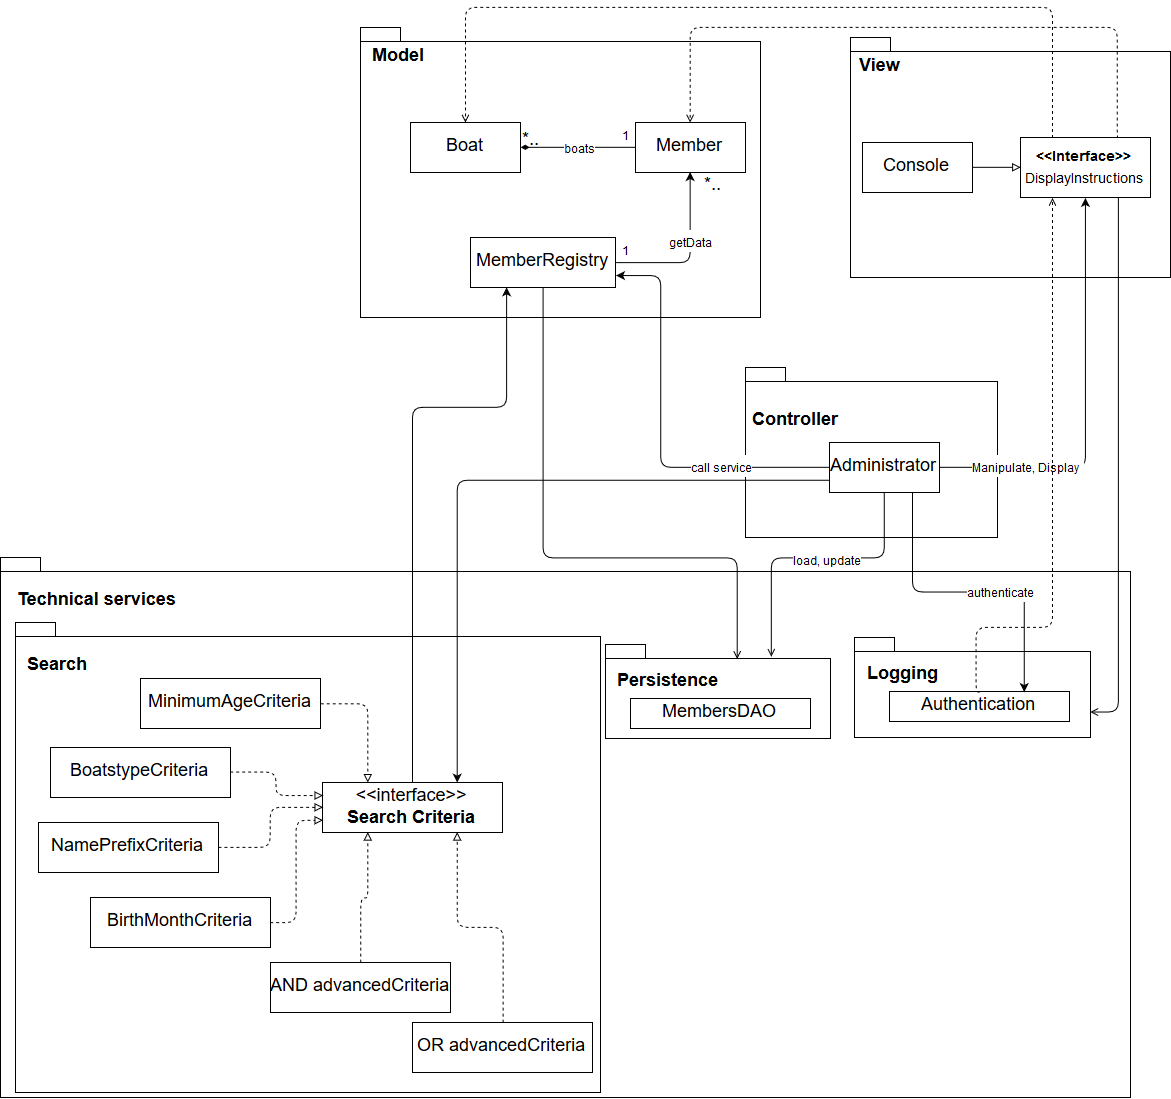 Model
View
Boat
*..
boats
1
Member
*..
Console
<<Interface>>
DisplayInstructions
getData
MemberRegistry
1
Controller
call service
Administrator
Manipulate, Display
load, update
authenticate
Technical services
Search
MinimumAgeCriteria
BoatstypeCriteria
NamePrefixCriteria
BirthMonthCriteria
<<interface>>
Search Criteria
AND advancedCriteria
OR advancedCriteria
Persistence
MembersDAO
Logging
Authentication